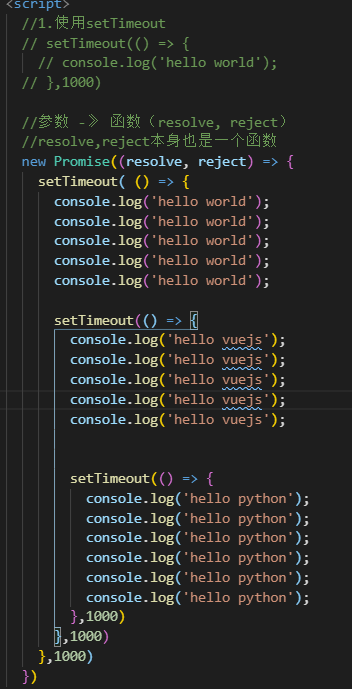 <script>
//1.使用setTimeout
// setTimeout(() => {
// console.log('hello world');
// },1000)
//参数 -》 函数（resolve, reject）
//resolve,reject本身也是一个函数
new Promise((resolve, reject) => {
setTimeout( () => {
console.log('hello world');
console.log('hello world');
console.log('hello world');
console.log('hello world');
console.log('hello world');
setTimeout(() => {
console.log('hello vuejs');
console.log('hello vuejs');
console.log('hello vuejs');
console.log('hello vuejs');
console.log('hello vuejs');
setTimeout(() => {
console.log('hello python');
console.log('hello python');
console.log('hello python');
console.log('hello python');
console.log('hello python');
console.log('hello python');
},1000)
},1000)
},1000)
})